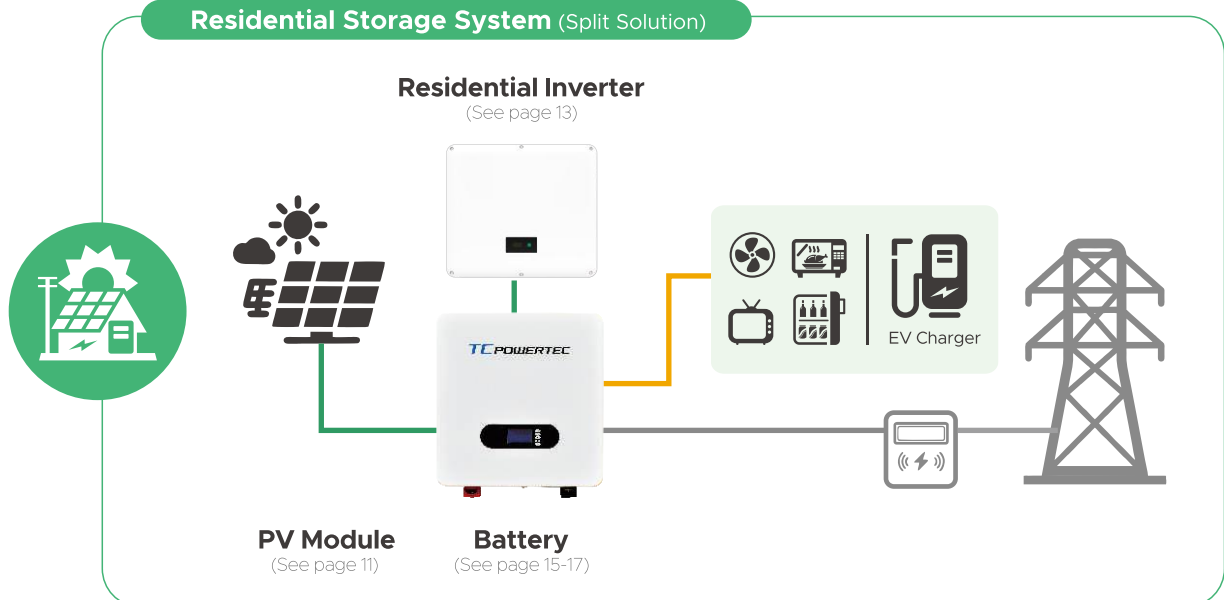 Residential Storage System (Split Solution)
Residential Inverter
(See page 13)
TC POWERTEC
EV Charger
PV Module
(See page 11)
Battery
(See page 15-17)